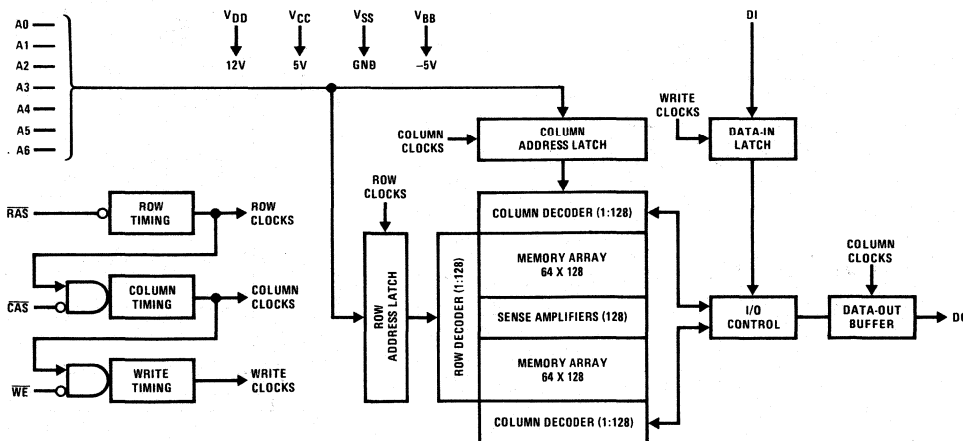 A0
A1
A2
A3
A4
A5
A6
VDD
12V
VCC
5V
VSS
GND
VBB
−5V
DI
WRITE
CLOCKS
DATA-IN
LATCH
COLUMN
CLOCKS
COLUMN
ADDRESS LATCH
ROW
CLOCKS
RAS
ROW
TIMING
ROW
CLOCKS
CAS
COLUMN
TIMING
COLUMN
CLOCKS
WE
WRITE
TIMING
WRITE
CLOCKS
ROW
ADDRESS LATCH
ROW DECODER (1:128)
COLUMN DECODER (1:128)
MEMORY ARRAY
64 X 128
SENSE AMPLIFIERS (128)
MEMORY ARRAY
64 X 128
COLUMN DECODER (1:128)
I/O
CONTROL
COLUMN
CLOCKS
DATA-OUT
BUFFER